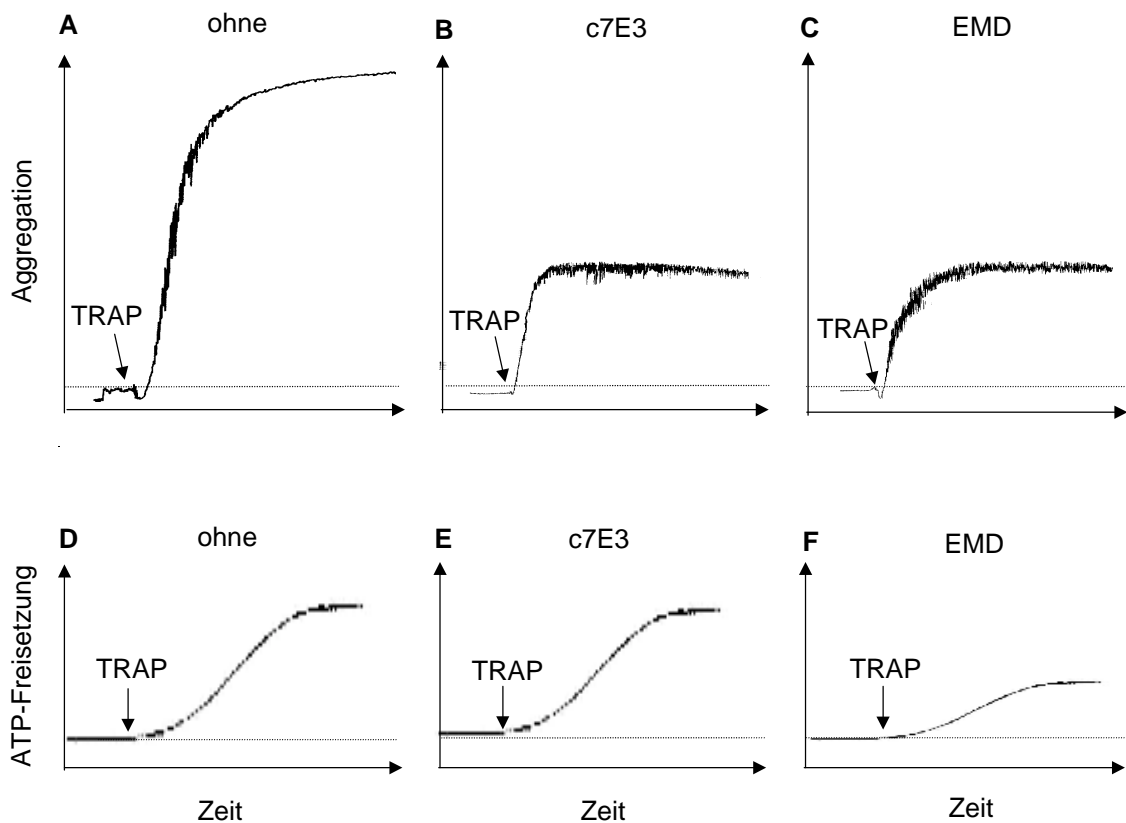 A
ohne
B
c7E3
C
EMD
Aggregation
TRAP
TRAP
TRAP
D
ohne
E
c7E3
F
EMD
ATP-Freisetzung
TRAP
TRAP
TRAP
Zeit
Zeit
Zeit